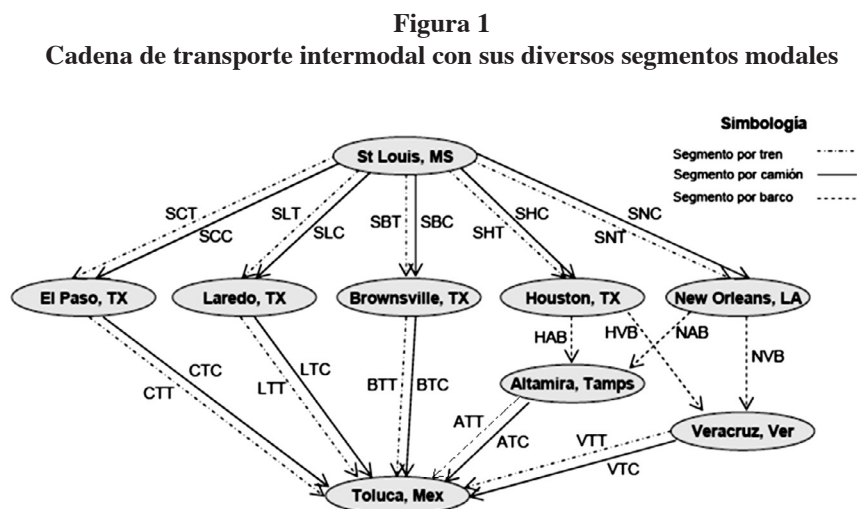 Figura 1
Cadena de transporte intermodal con sus diversos segmentos modales
Simbología
Segmento por tren
Segmento por camión
Segmento por barco
St Louis, MS
SCT
SCC
SLT
SLC
SBT
SBC
SHT
SHC
SNC
SNT
El Paso, TX
Laredo, TX
Brownsville, TX
Houston, TX
New Orleans, LA
HAB
HVB
NAB
NVB
Altamira, Tamps
CTT
CTC
LTT
LTC
BTT
BTC
ATT
ATC
VTT
VTC
Veracruz, Ver
Toluca, Mex